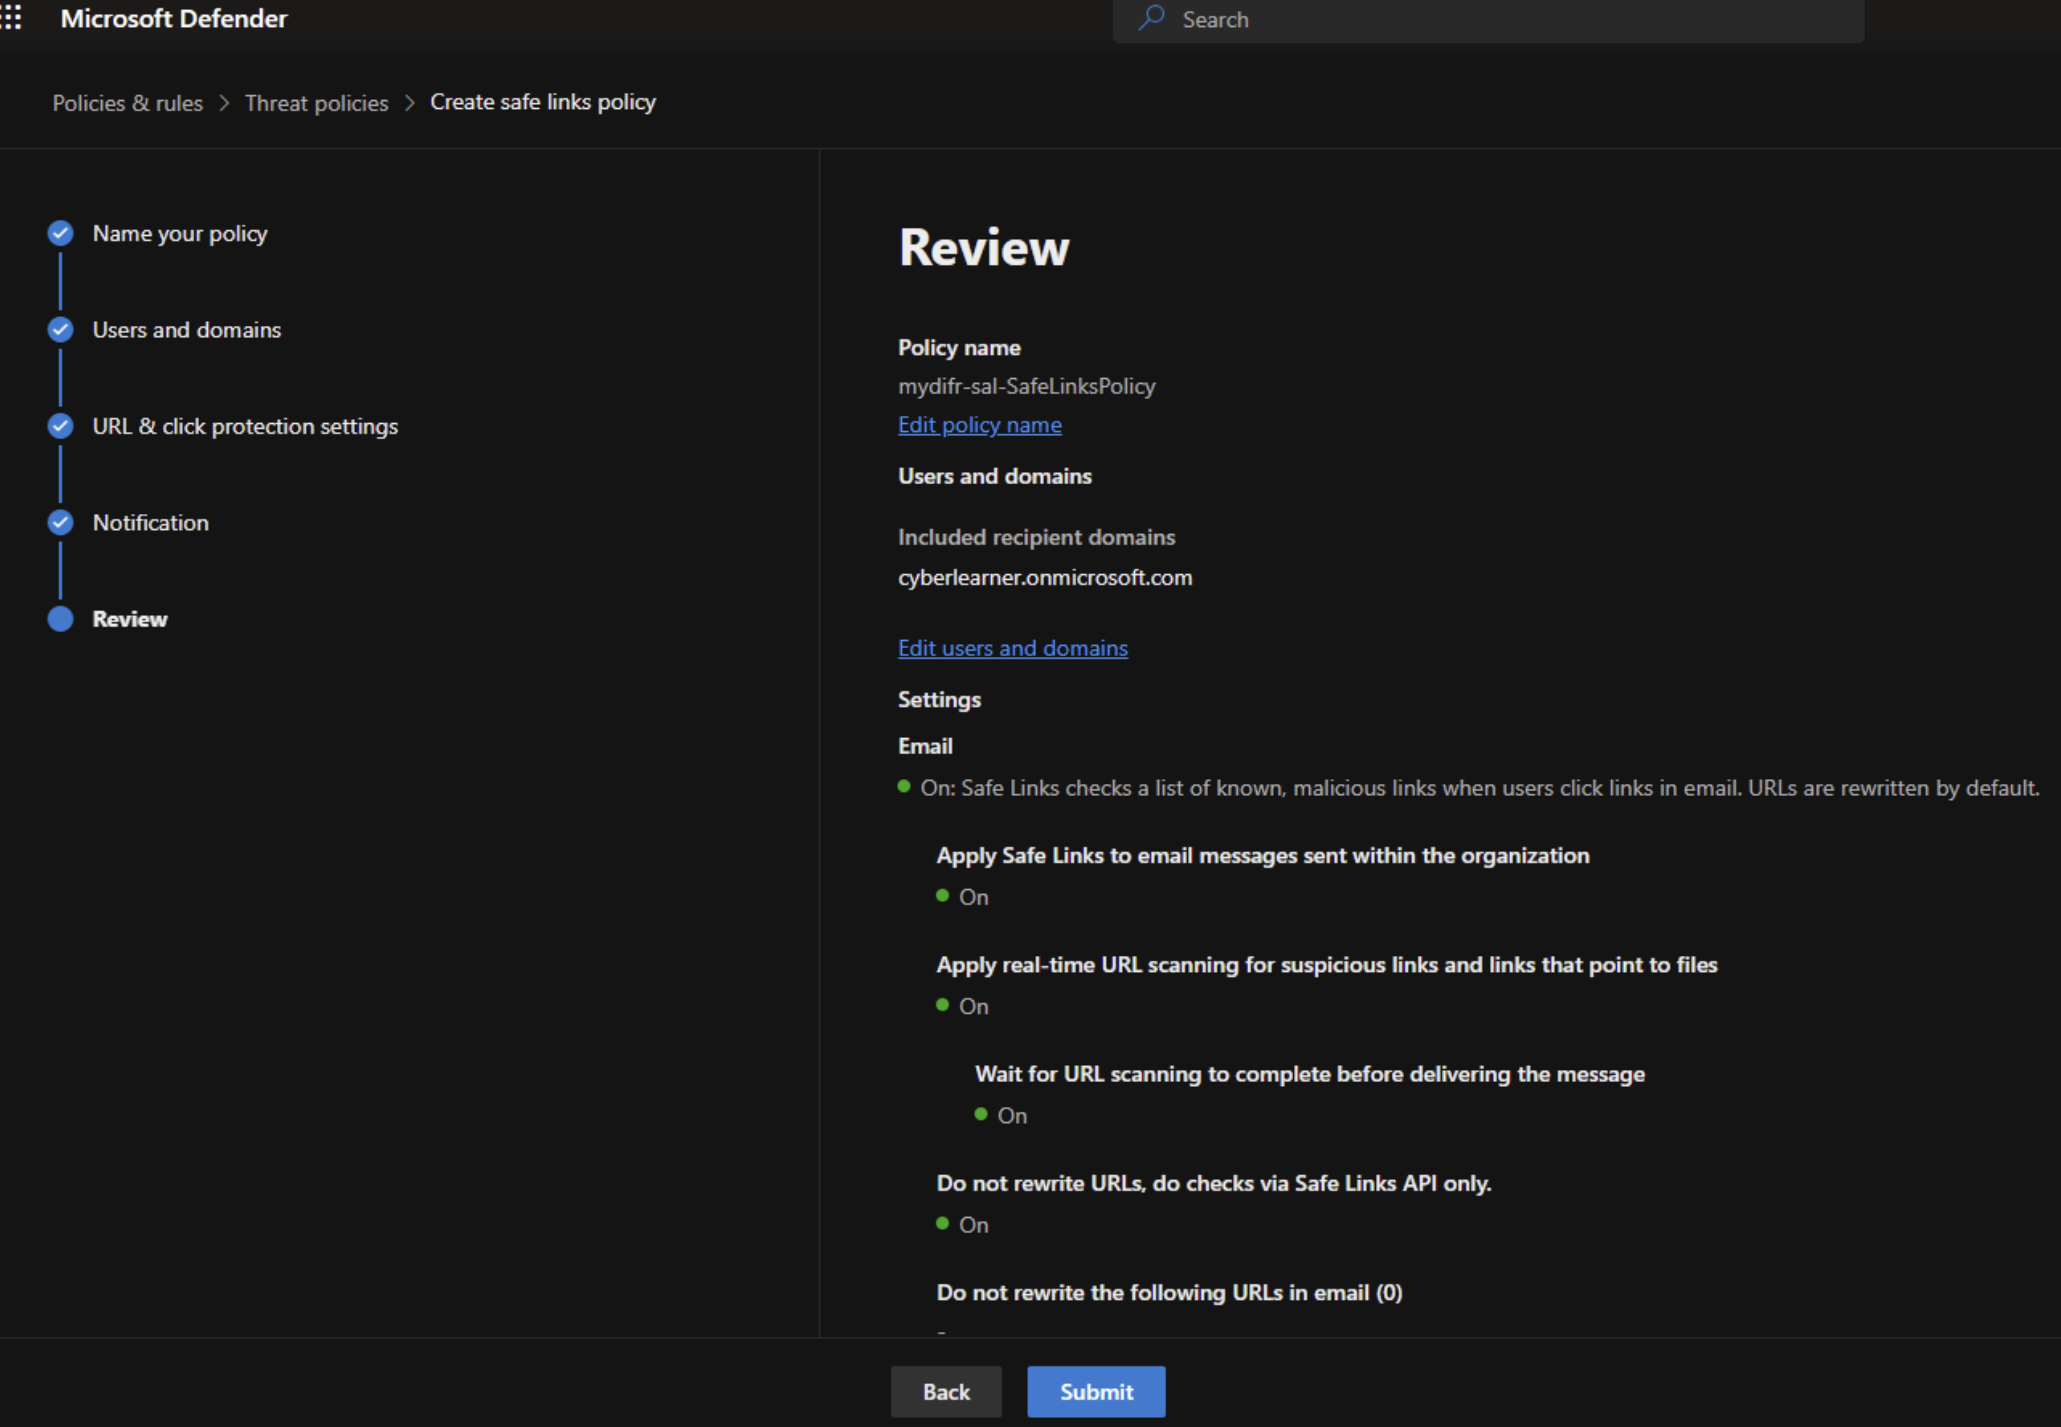 Microsoft Defender
Search
Policies & rules > Threat policies > Create safe links policy
Name your policy
Users and domains
URL & click protection settings
Notification
Review
Review
Policy name
mydifr-sal-SafeLinksPolicy
Edit policy name
Users and domains
Included recipient domains
cyberlearner.onmicrosoft.com
Edit users and domains
Settings
Email
On: Safe Links checks a list of known, malicious links when users click links in email. URLs are rewritten by default.
Apply Safe Links to email messages sent within the organization
On
Apply real-time URL scanning for suspicious links and links that point to files
On
Wait for URL scanning to complete before delivering the message
On
Do not rewrite URLs, do checks via Safe Links API only.
On
Do not rewrite the following URLs in email (0)
-
Back
Submit